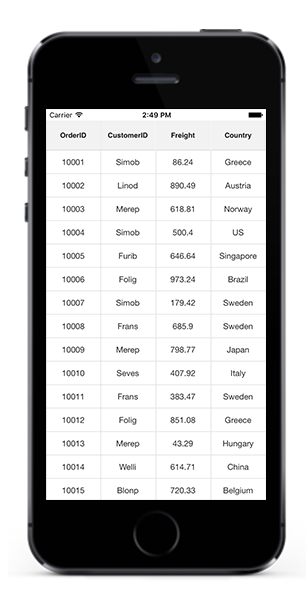 Carrier 2:49 PM
OrderID CustomerID Freight Country
10001 Simob 86.24 Greece
10002 Linod 890.49 Austria
10003 Merep 618.81 Norway
10004 Simob 500.4 US
10005 Furib 646.64 Singapore
10006 Folig 973.24 Brazil
10007 Simob 179.42 Sweden
10008 Frans 685.9 Sweden
10009 Merep 798.77 Japan
10010 Seves 407.92 Italy
10011 Frans 383.47 Sweden
10012 Folig 851.08 Greece
10013 Merep 43.29 Hungary
10014 Welli 614.71 China
10015 Blonp 720.33 Belgium